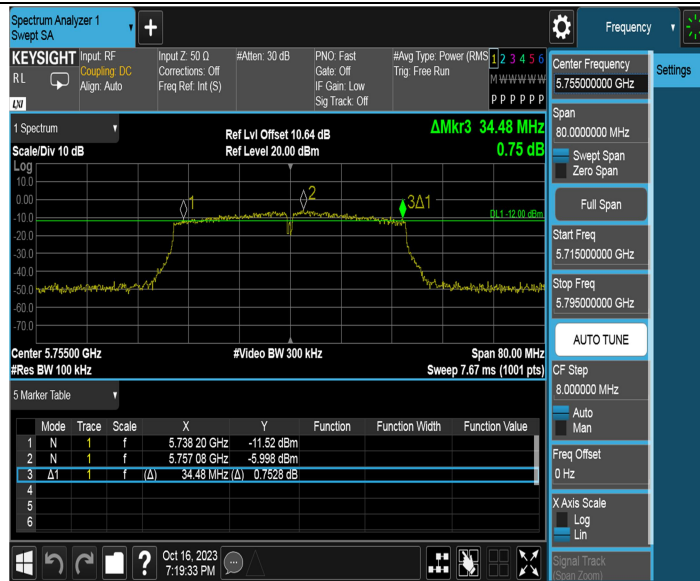 Spectrum Analyzer 1
Swept SA
Frequency
KEYSIGHT
RL
LXI
Input: RF
Coupling: DC
Align: Auto
Input Z: 50 Ω
Corrections: Off
Freq Ref: Int (S)
#Atten: 30 dB
PNO: Fast
Gate: Off
IF Gain: Low
Sig Track: Off
#Avg Type: Power (RMS
Trig: Free Run
1 2 3 4 5 6
M W W W W W
P P P P P P
1 Spectrum
Scale/Div 10 dB
Ref Lvl Offset 10.64 dB
Ref Level 20.00 dBm
ΔMkr3 34.48 MHz
0.75 dB
Log
10.0
0.00
-10.0
-20.0
-30.0
-40.0
-50.0
-60.0
-70.0
1
2
3Δ1
DL1 -12.00 dBm
Center 5.75500 GHz
#Video BW 300 kHz
Span 80.00 MHz
#Res BW 100 kHz
Sweep 7.67 ms (1001 pts)
5 Marker Table
Mode Trace Scale X Y Function Function Width Function Value
1 N 1 f 5.738 20 GHz -11.52 dBm
2 N 1 f 5.757 08 GHz -5.998 dBm
3 Δ1 1 f (Δ) 34.48 MHz (Δ) 0.7528 dB
4
5
6
?
Oct 16, 2023
7:19:33 PM
Center Frequency
5.755000000 GHz
Settings
Span
80.0000000 MHz
Swept Span
Zero Span
Full Span
Start Freq
5.715000000 GHz
Stop Freq
5.795000000 GHz
AUTO TUNE
CF Step
8.000000 MHz
Auto
Man
Freq Offset
0 Hz
X Axis Scale
Log
Lin
Signal Track
(Span Zoom)